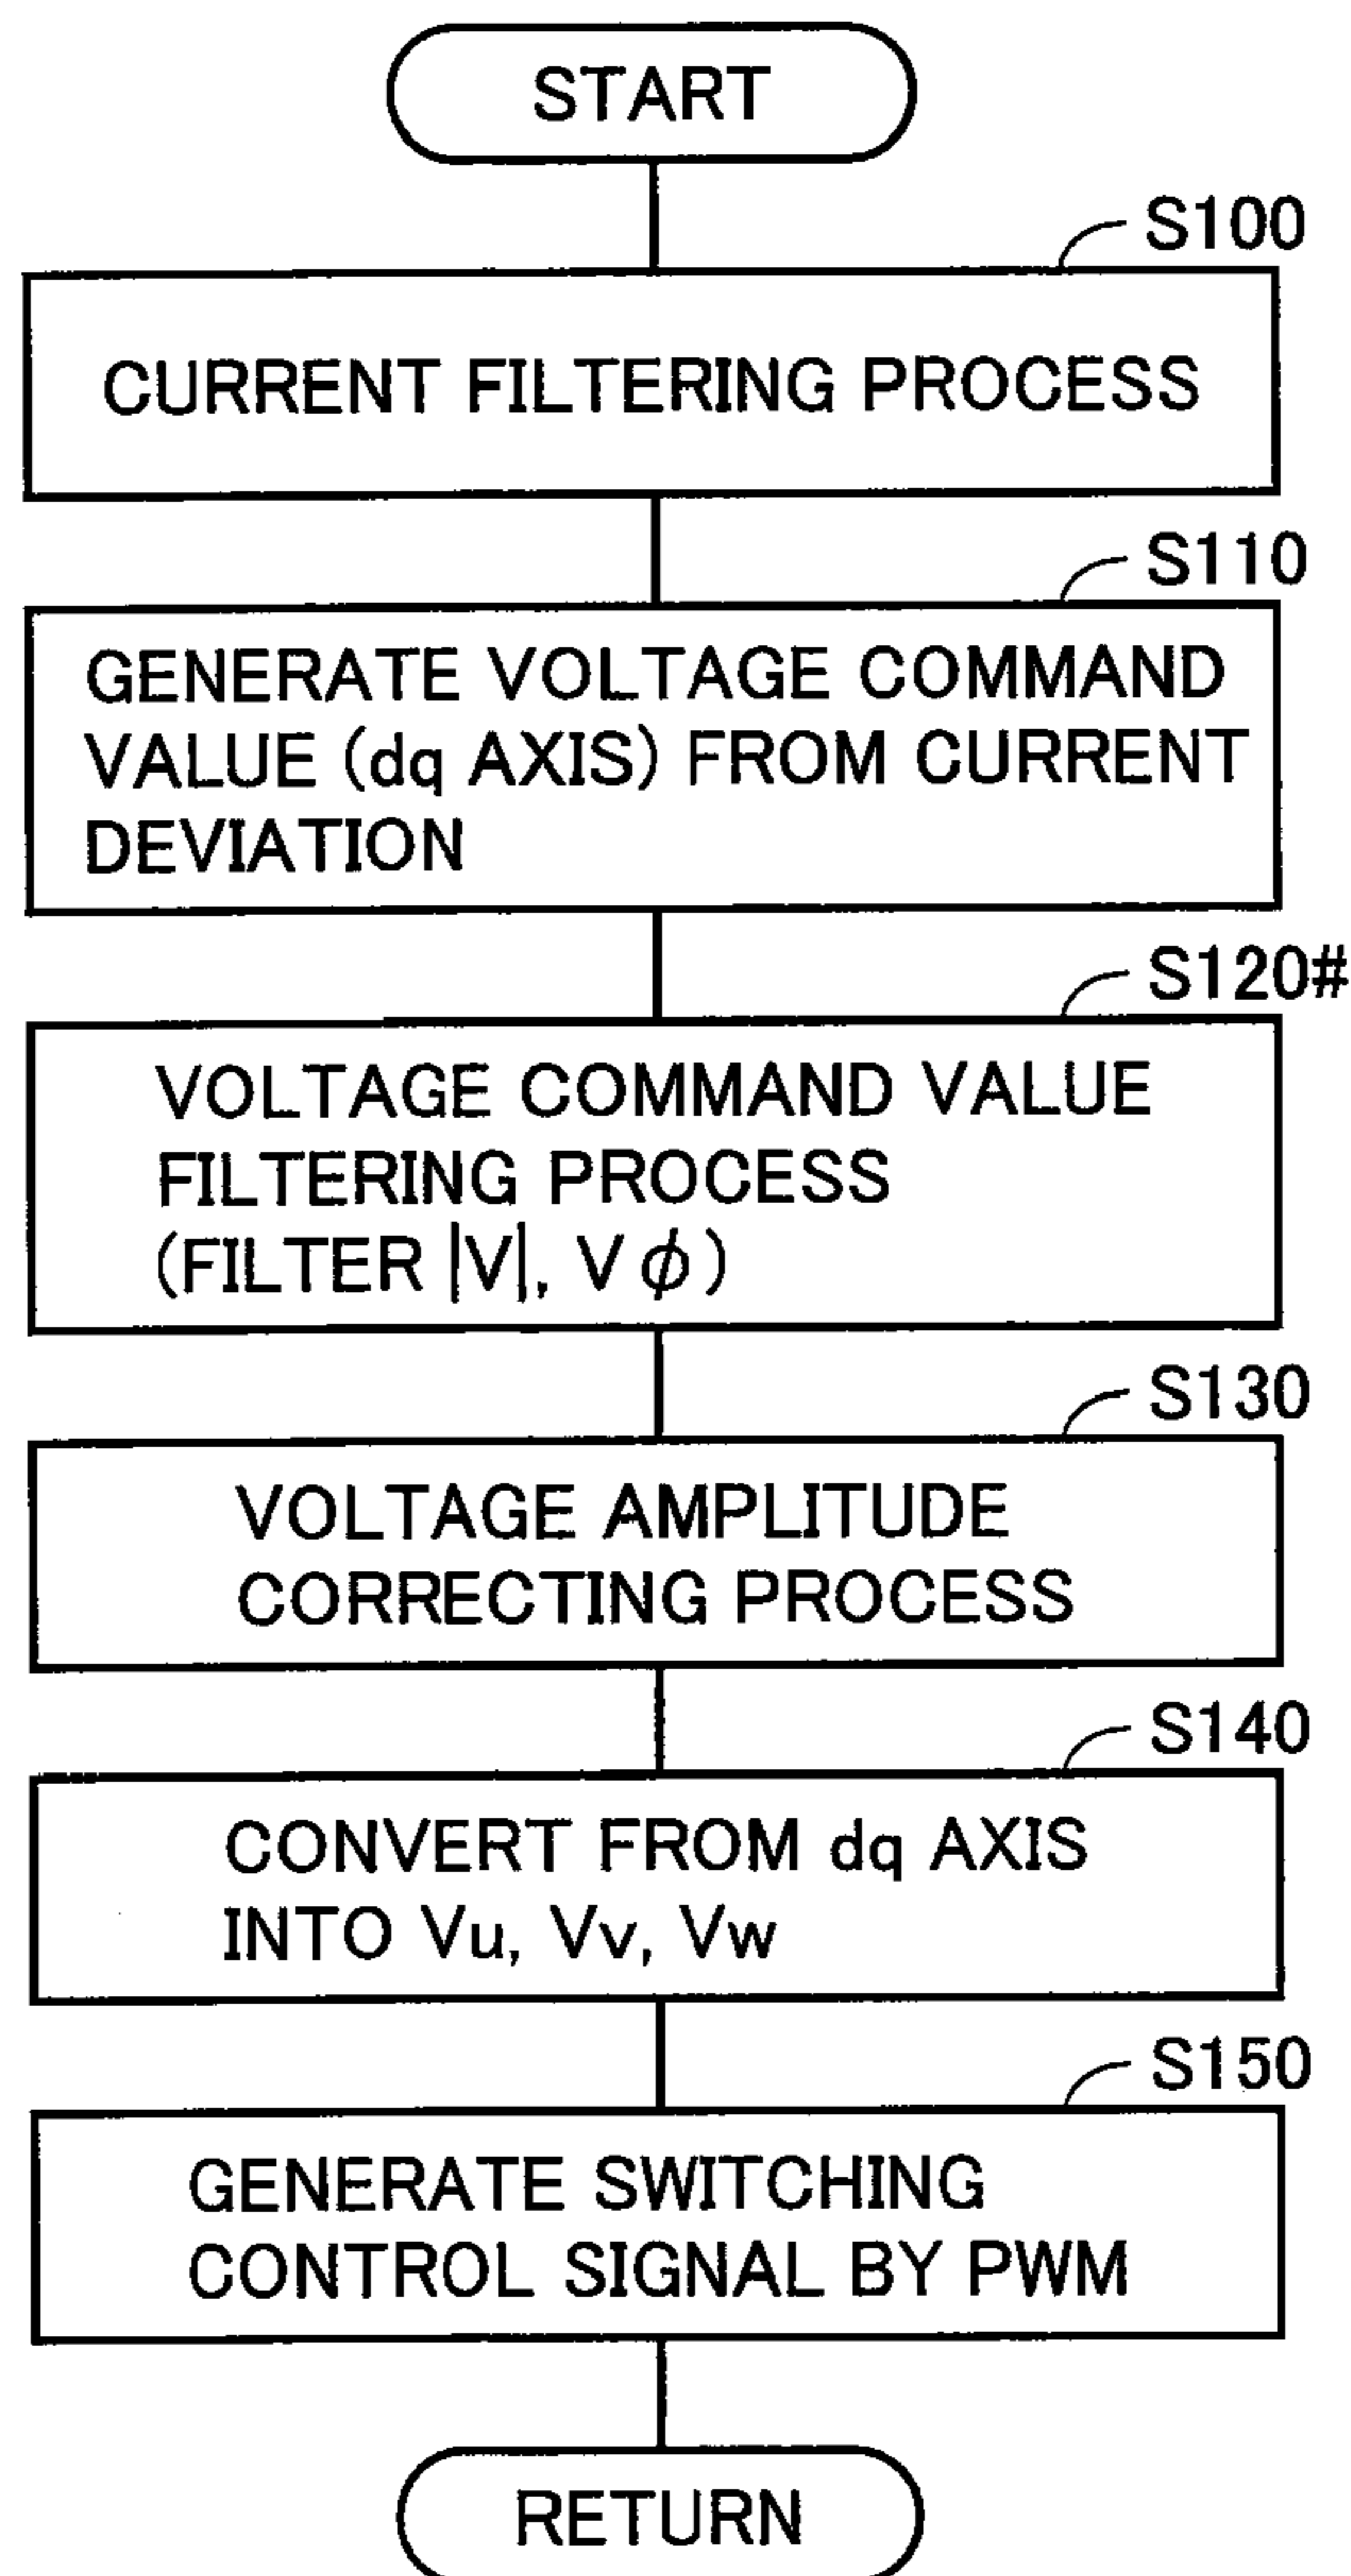 START
S100
CURRENT FILTERING PROCESS
S110
GENERATE VOLTAGE COMMAND
VALUE (dq AXIS) FROM CURRENT
DEVIATION
S120#
VOLTAGE COMMAND VALUE
FILTERING PROCESS
(FILTER |V|, Vϕ)
S130
VOLTAGE AMPLITUDE
CORRECTING PROCESS
S140
CONVERT FROM dq AXIS
INTO Vu, Vv, Vw
S150
GENERATE SWITCHING
CONTROL SIGNAL BY PWM
RETURN